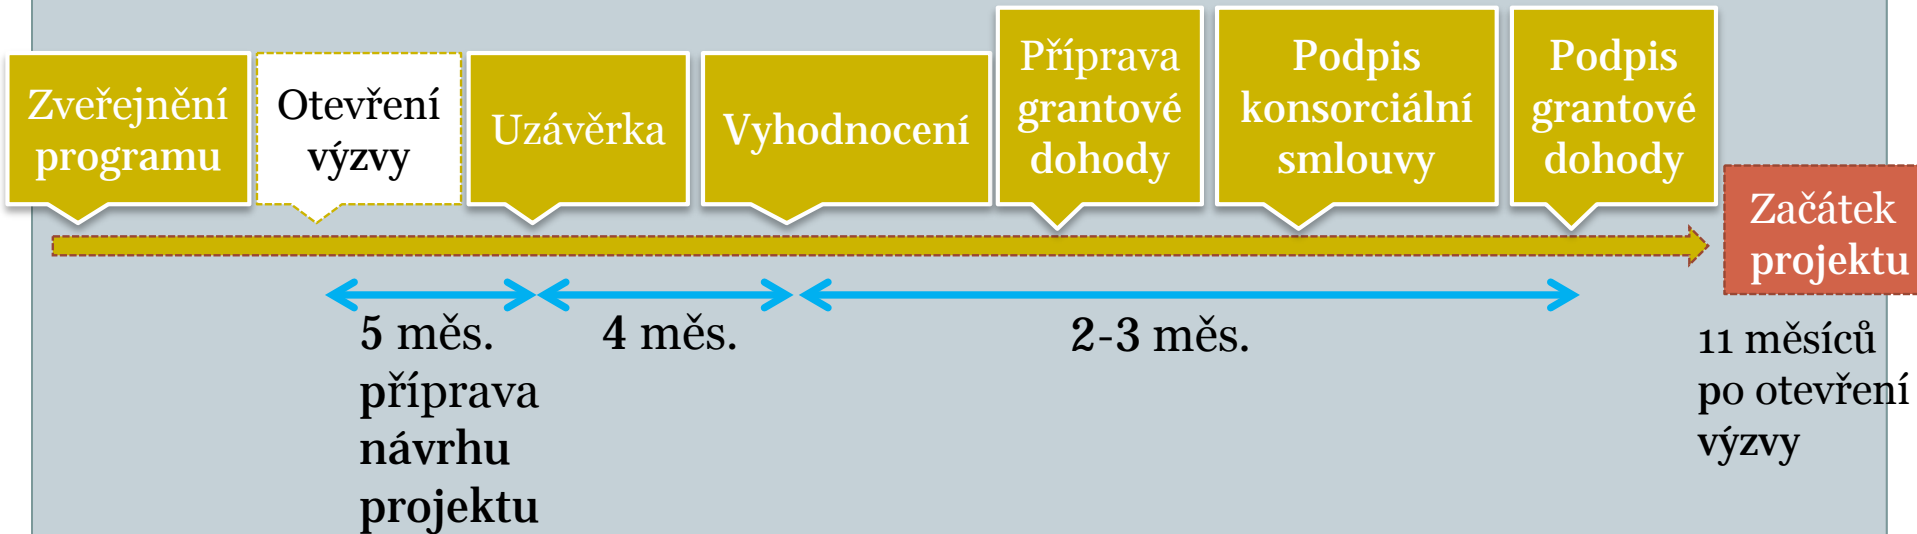 Zveřejnění
programu
Otevření
výzvy
Uzávěrka
Vyhodnocení
Příprava
grantové
dohody
Podpis
konsorciální
smlouvy
Podpis
grantové
dohody
Začátek
projektu
5 měs.
příprava
návrhu
projektu
4 měs.
2-3 měs.
11 měsíců
po otevření
výzvy